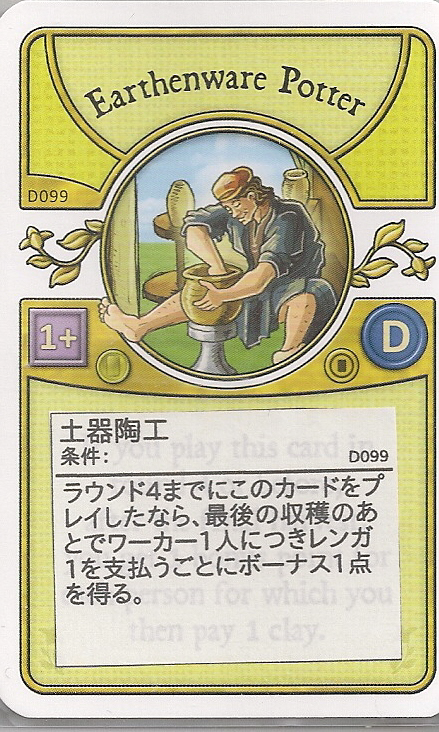 Earthenware Potter
D099
1+
D
土器陶工
条件:
D099
ラウンド4までにこのカードをプ
レイしたなら、最後の収穫のあ
とでワーカー1人につきレンガ
1を支払うごとにボーナス1点
を得る。
you play this card in
person for which you
then pay 1 clay.